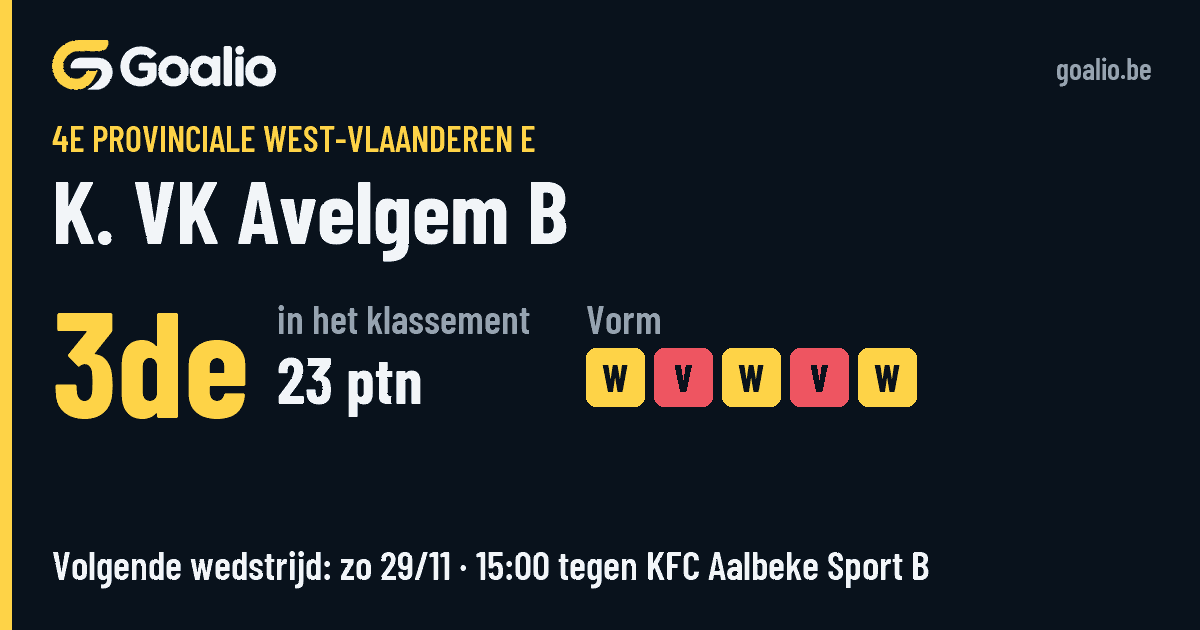 Goalio
goalio.be
4E PROVINCIALE WEST-VLAANDEREN E
K. VK Avelgem B
3de
in het klassement
23 ptn
Vorm
W V W V W
Volgende wedstrijd: zo 29/11 · 15:00 tegen KFC Aalbeke Sport B